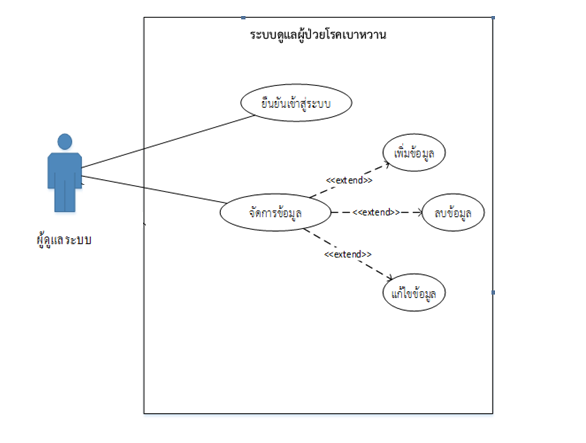 ระบบดูแลผู้ป่วยโรคเบาหวาน
ยืนยันเข้าสู่ระบบ
เพิ่มข้อมูล
<<extend>>
จัดการข้อมูล
<<extend>>
ลบข้อมูล
ผู้ดูแลระบบ
<<extend>>
แก้ไขข้อมูล